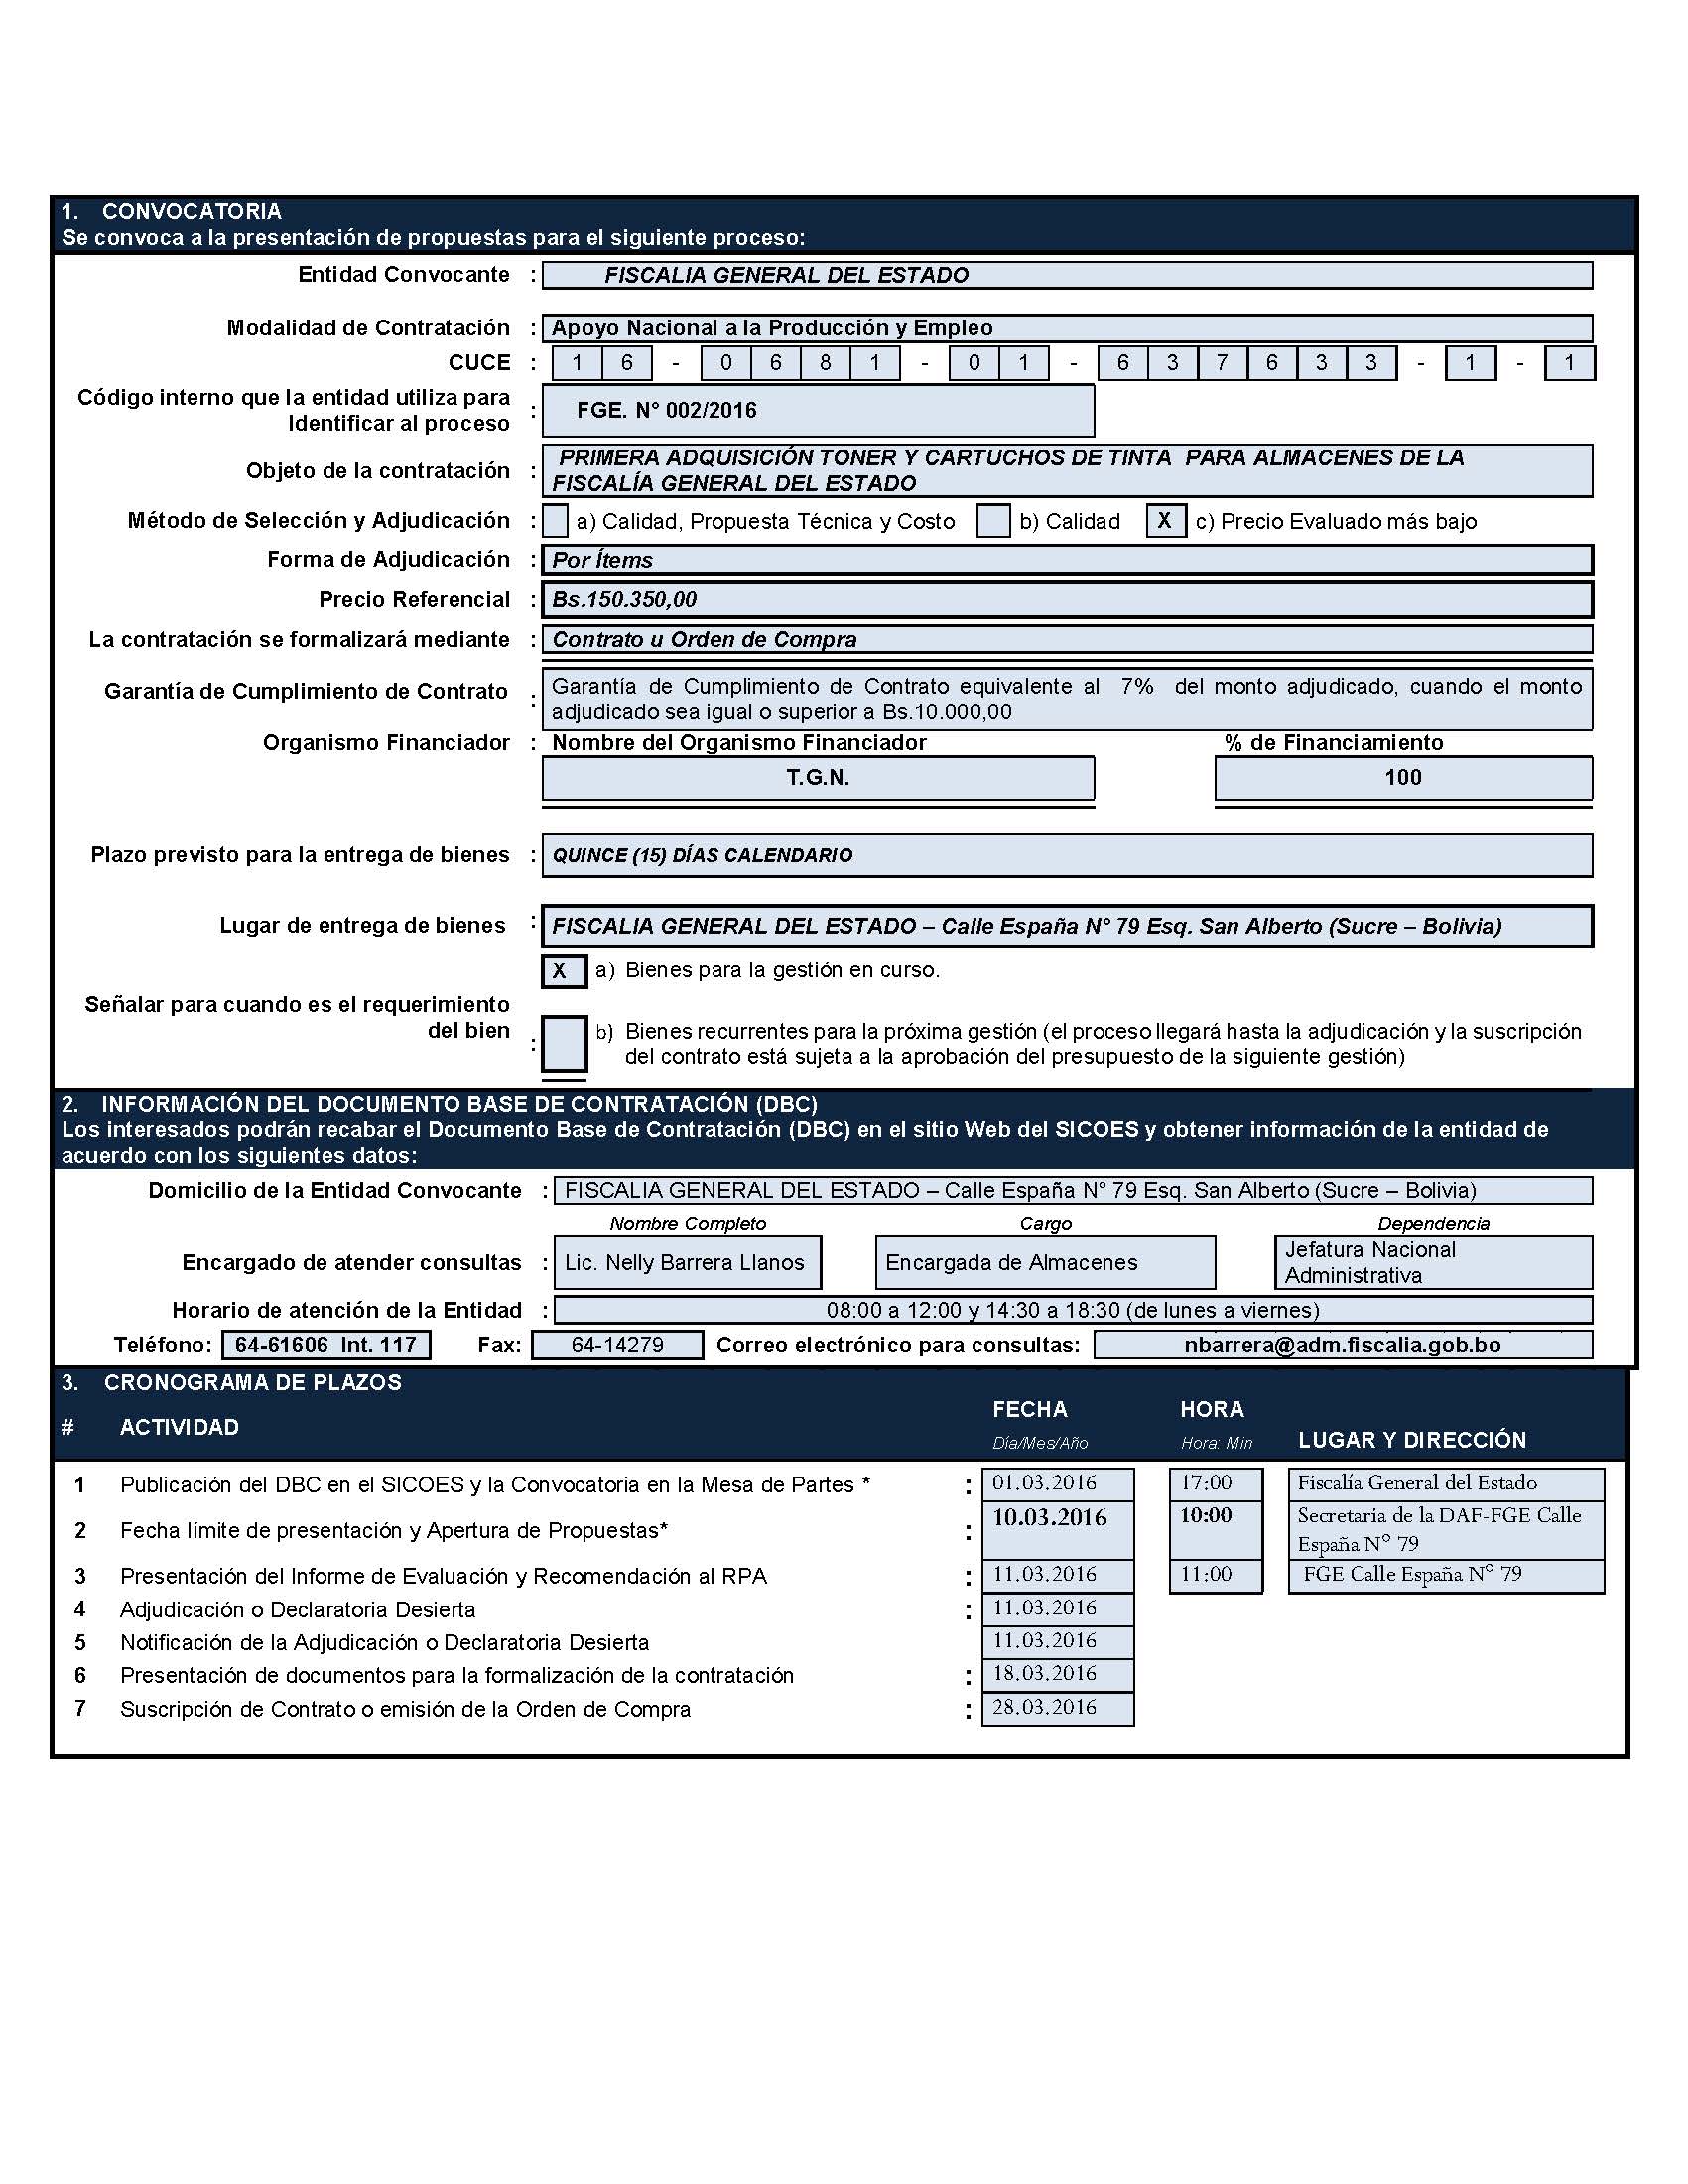 1. CONVOCATORIA
Se convoca a la presentación de propuestas para el siguiente proceso:
Entidad Convocante : FISCALIA GENERAL DEL ESTADO
Modalidad de Contratación : Apoyo Nacional a la Producción y Empleo
CUCE : 1 6 - 0 6 8 1 - 0 1 - 6 3 7 6 3 3 - 1 - 1
Código interno que la entidad utiliza para
Identificar al proceso : FGE. N° 002/2016
Objeto de la contratación : PRIMERA ADQUISICIÓN TONER Y CARTUCHOS DE TINTA PARA ALMACENES DE LA
FISCALÍA GENERAL DEL ESTADO
Método de Selección y Adjudicación : a) Calidad, Propuesta Técnica y Costo b) Calidad X c) Precio Evaluado más bajo
Forma de Adjudicación : Por Ítems
Precio Referencial : Bs.150.350,00
La contratación se formalizará mediante : Contrato u Orden de Compra
Garantía de Cumplimiento de Contrato : Garantía de Cumplimiento de Contrato equivalente al 7% del monto adjudicado, cuando el monto
adjudicado sea igual o superior a Bs.10.000,00
Organismo Financiador : Nombre del Organismo Financiador % de Financiamiento
T.G.N. 100
Plazo previsto para la entrega de bienes : QUINCE (15) DÍAS CALENDARIO
Lugar de entrega de bienes : FISCALIA GENERAL DEL ESTADO – Calle España N° 79 Esq. San Alberto (Sucre – Bolivia)
X a) Bienes para la gestión en curso.
Señalar para cuando es el requerimiento
del bien : b) Bienes recurrentes para la próxima gestión (el proceso llegará hasta la adjudicación y la suscripción
del contrato está sujeta a la aprobación del presupuesto de la siguiente gestión)
2. INFORMACIÓN DEL DOCUMENTO BASE DE CONTRATACIÓN (DBC)
Los interesados podrán recabar el Documento Base de Contratación (DBC) en el sitio Web del SICOES y obtener información de la entidad de
acuerdo con los siguientes datos:
Domicilio de la Entidad Convocante : FISCALIA GENERAL DEL ESTADO – Calle España N° 79 Esq. San Alberto (Sucre – Bolivia)
Nombre Completo Cargo Dependencia
Encargado de atender consultas : Lic. Nelly Barrera Llanos Encargada de Almacenes Jefatura Nacional
Administrativa
Horario de atención de la Entidad : 08:00 a 12:00 y 14:30 a 18:30 (de lunes a viernes)
Teléfono: 64-61606 Int. 117 Fax: 64-14279 Correo electrónico para consultas: nbarrera@adm.fiscalia.gob.bo
3. CRONOGRAMA DE PLAZOS
# ACTIVIDAD FECHA HORA
Día/Mes/Año Hora: Min LUGAR Y DIRECCIÓN
1 Publicación del DBC en el SICOES y la Convocatoria en la Mesa de Partes * : 01.03.2016 17:00 Fiscalía General del Estado
2 Fecha límite de presentación y Apertura de Propuestas* : 10.03.2016 10:00 Secretaria de la DAF-FGE Calle
España N° 79
3 Presentación del Informe de Evaluación y Recomendación al RPA : 11.03.2016 11:00 FGE Calle España N° 79
4 Adjudicación o Declaratoria Desierta : 11.03.2016
5 Notificación de la Adjudicación o Declaratoria Desierta 11.03.2016
6 Presentación de documentos para la formalización de la contratación : 18.03.2016
7 Suscripción de Contrato o emisión de la Orden de Compra : 28.03.2016